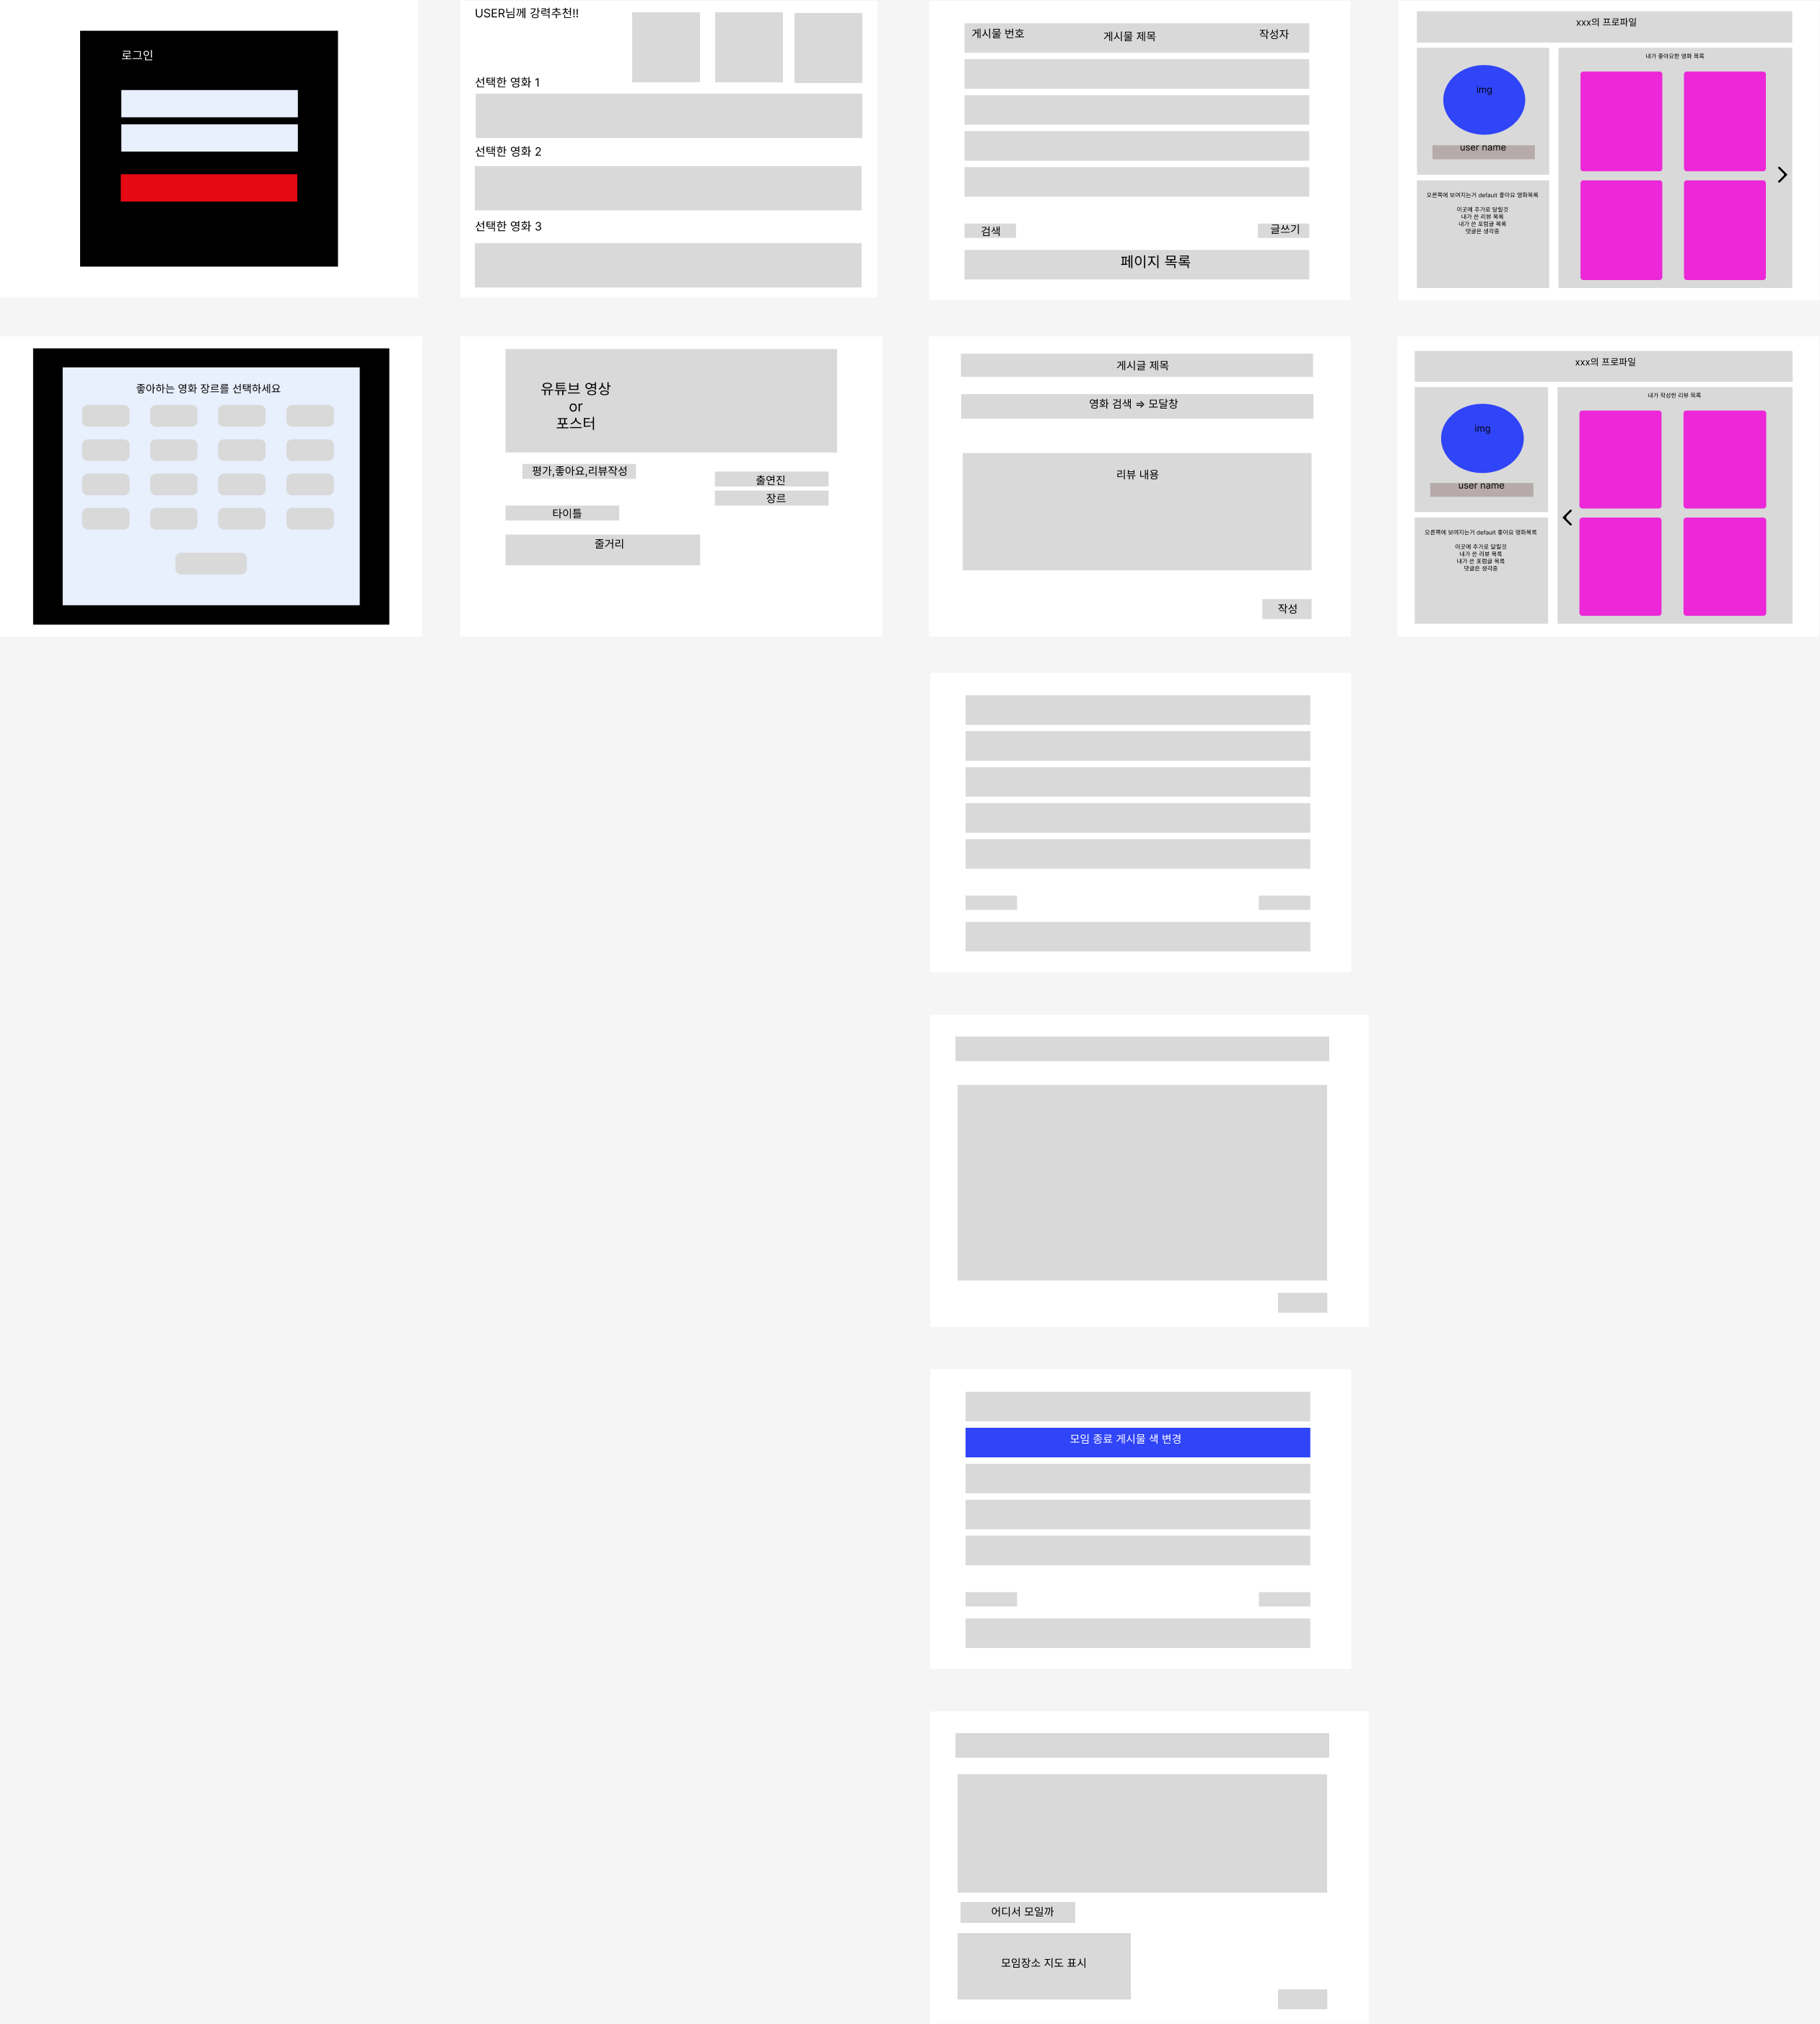 로그인
USER님께 강력추천!!
선택한 영화 1
선택한 영화 2
선택한 영화 3
게시물 번호
게시물 제목
작성자
검색
글쓰기
페이지 목록
xxx의 프로파일
img
user name
내가 좋아요한 영화 목록
오른쪽에 보여지는거 default 좋아요 영화목록
이곳에 추가로 달릴것
내가 쓴 리뷰 목록
내가 쓴 포럼글 목록
댓글은 생각중
좋아하는 영화 장르를 선택하세요
유튜브 영상
or
포스터
평가,좋아요,리뷰작성
출연진
장르
타이틀
줄거리
게시글 제목
영화 검색 => 모달창
리뷰 내용
작성
xxx의 프로파일
img
user name
내가 작성한 리뷰 목록
오른쪽에 보여지는거 default 좋아요 영화목록
이곳에 추가로 달릴것
내가 쓴 리뷰 목록
내가 쓴 포럼글 목록
댓글은 생각중
모임 종료 게시물 색 변경
어디서 모일까
모임장소 지도 표시